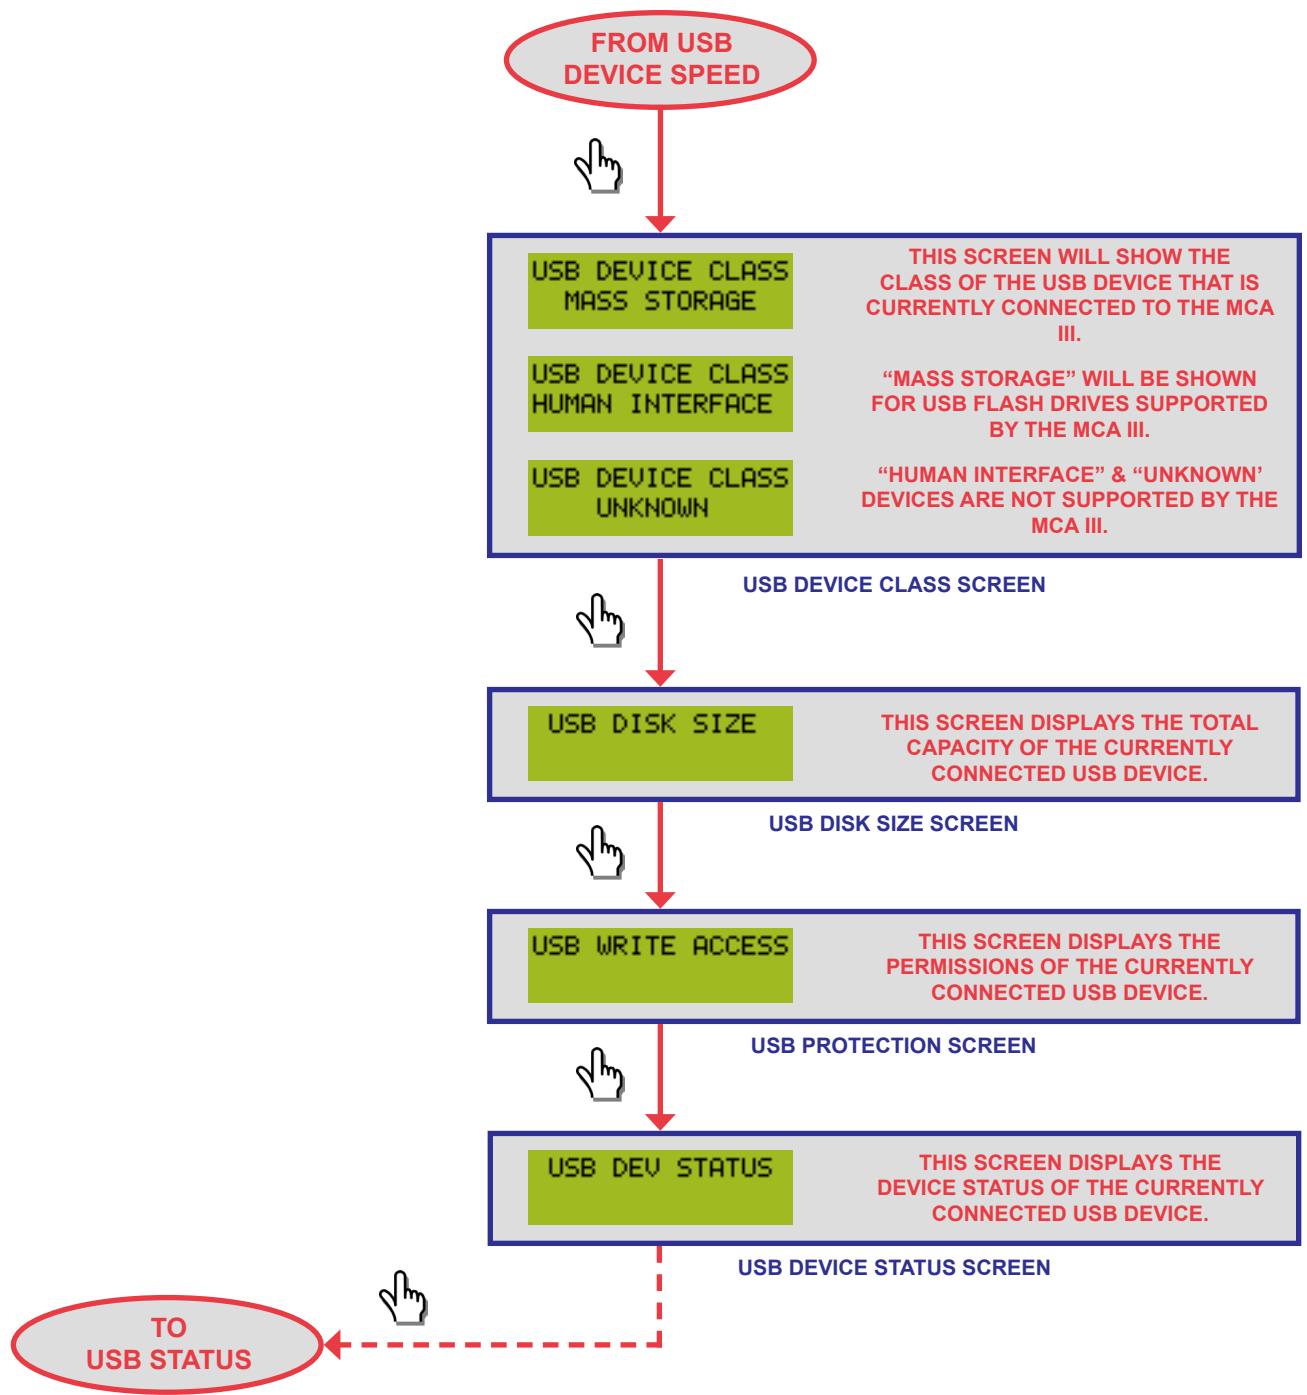 FROM USB
DEVICE SPEED
USB DEVICE CLASS
MASS STORAGE
THIS SCREEN WILL SHOW THE
CLASS OF THE USB DEVICE THAT IS
CURRENTLY CONNECTED TO THE MCA
III.
USB DEVICE CLASS
HUMAN INTERFACE
“MASS STORAGE” WILL BE SHOWN
FOR USB FLASH DRIVES SUPPORTED
BY THE MCA III.
USB DEVICE CLASS
UNKNOWN
“HUMAN INTERFACE” & “UNKNOWN’
DEVICES ARE NOT SUPPORTED BY THE
MCA III.
USB DEVICE CLASS SCREEN
USB DISK SIZE
THIS SCREEN DISPLAYS THE TOTAL
CAPACITY OF THE CURRENTLY
CONNECTED USB DEVICE.
USB DISK SIZE SCREEN
USB WRITE ACCESS
THIS SCREEN DISPLAYS THE
PERMISSIONS OF THE CURRENTLY
CONNECTED USB DEVICE.
USB PROTECTION SCREEN
USB DEV STATUS
THIS SCREEN DISPLAYS THE
DEVICE STATUS OF THE CURRENTLY
CONNECTED USB DEVICE.
USB DEVICE STATUS SCREEN
TO
USB STATUS